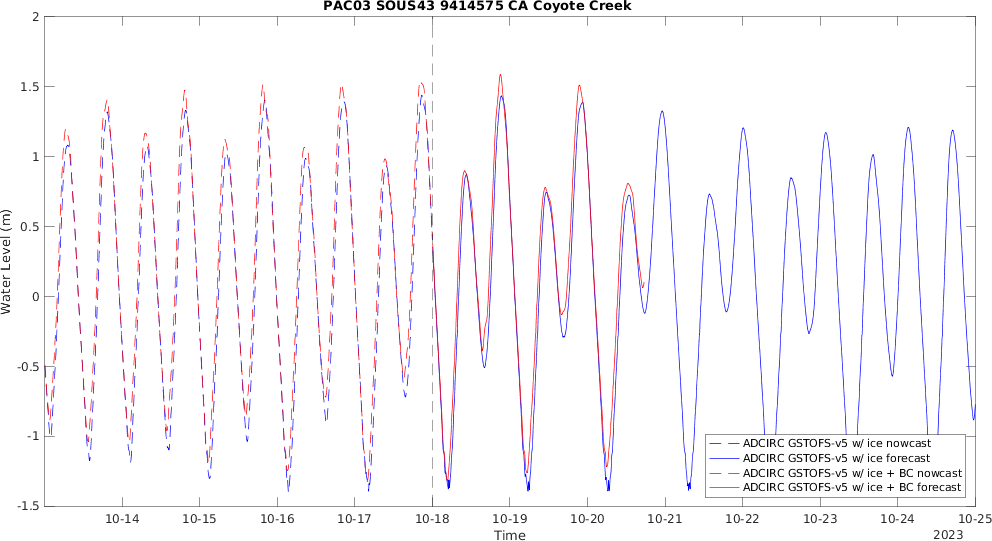 PAC03 SOUS43 9414575 CA Coyote Creek
2
1.5
1
0.5
0
-0.5
-1
-1.5
Water Level (m)
ADCIRC GSTOFS-v5 w/ ice nowcast
ADCIRC GSTOFS-v5 w/ ice forecast
ADCIRC GSTOFS-v5 w/ ice + BC nowcast
ADCIRC GSTOFS-v5 w/ ice + BC forecast
10-14 10-15 10-16 10-17 10-18 10-19 10-20 10-21 10-22 10-23 10-24 10-25
Time
2023